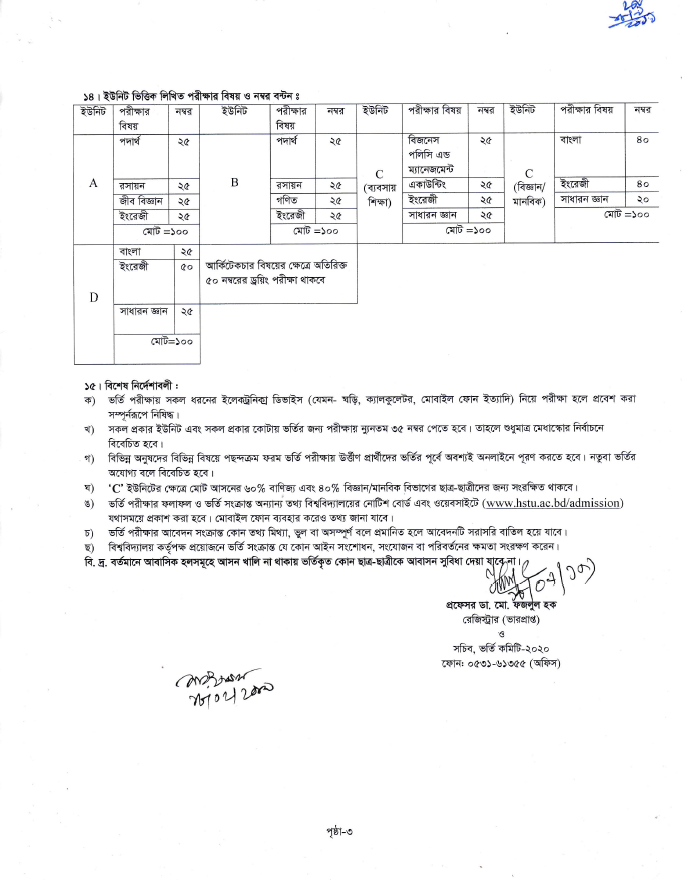 ১৪। ইউনিট ভিত্তিক লিখিত পরীক্ষার বিষয় ও নম্বর বন্টন ঃ
ইউনিট পরীক্ষার বিষয় নম্বর ইউনিট পরীক্ষার বিষয় নম্বর ইউনিট পরীক্ষার বিষয় নম্বর ইউনিট পরীক্ষার বিষয় নম্বর
A পদার্থ ২৫ B পদার্থ ২৫ C (ব্যবসায় শিক্ষা) বিজনেস পলিসি এন্ড ম্যানেজমেন্ট ২৫ C (বিজ্ঞান/ মানবিক) বাংলা ৪০
রসায়ন ২৫ রসায়ন ২৫ একাউন্টিং ২৫ ইংরেজী ৪০
জীব বিজ্ঞান ২৫ গণিত ২৫ ইংরেজী ২৫ সাধারন জ্ঞান ২০
ইংরেজী ২৫ ইংরেজী ২৫ সাধারন জ্ঞান ২৫ মোট =১০০
মোট =১০০ মোট =১০০ মোট =১০০
D বাংলা ২৫
ইংরেজী ৫০ আর্কিটেকচার বিষয়ের ক্ষেত্রে অতিরিক্ত
৫০ নম্বরের ড্রয়িং পরীক্ষা থাকবে
সাধারন জ্ঞান ২৫
মোট=১০০
১৫। বিশেষ নির্দেশাবলী :
ক) ভর্তি পরীক্ষায় সকল ধরনের ইলেকট্রনিক্স ডিভাইস (যেমন- ঘড়ি, ক্যালকুলেটর, মোবাইল ফোন ইত্যাদি) নিয়ে পরীক্ষা হলে প্রবেশ করা
সম্পূর্নরূপে নিষিদ্ধ।
খ) সকল প্রকার ইউনিট এবং সকল প্রকার কোটায় ভর্তির জন্য পরীক্ষায় ন্যুনতম ৩৫ নম্বর পেতে হবে। তাহলে শুধুমাত্র মেধাস্কোর নির্বাচনে
বিবেচিত হবে।
গ) বিভিন্ন অনুষদের বিভিন্ন বিষয়ে পছন্দক্রম ফরম ভর্তি পরীক্ষায় উত্তীর্ণ প্রার্থীদের ভর্তির পূর্বে অবশ্যই অনলাইনে পূরণ করতে হবে। নতুবা ভর্তির
অযোগ্য বলে বিবেচিত হবে।
ঘ) 'C' ইউনিটের ক্ষেত্রে মোট আসনের ৬০% বাণিজ্য এবং ৪০% বিজ্ঞান/মানবিক বিভাগের ছাত্র-ছাত্রীদের জন্য সংরক্ষিত থাকবে।
ঙ) ভর্তি পরীক্ষার ফলাফল ও ভর্তি সংক্রান্ত অন্যান্য তথ্য বিশ্ববিদ্যালয়ের নোটিশ বোর্ড এবং ওয়েবসাইটে (www.hstu.ac.bd/admission)
যথাসময়ে প্রকাশ করা হবে। মোবাইল ফোন ব্যবহার করেও তথ্য জানা যাবে।
চ) ভর্তি পরীক্ষার আবেদন সংক্রান্ত কোন তথ্য মিথ্যা, ভুল বা অসম্পূর্ণ বলে প্রমানিত হলে আবেদনটি সরাসরি বাতিল হয়ে যাবে।
ছ) বিশ্ববিদ্যালয় কর্তৃপক্ষ প্রয়োজনে ভর্তি সংক্রান্ত যে কোন আইন সংশোধন, সংযোজন বা পরিবর্তনের ক্ষমতা সংরক্ষণ করেন।
বি. দ্র. বর্তমানে আবাসিক হলসমূহে আসন খালি না থাকায় ভর্তিকৃত কোন ছাত্র-ছাত্রীকে আবাসন সুবিধা দেয়া যাবে না।
প্রফেসর ডা. মো. ফজলুল হক
রেজিস্ট্রার (ভারপ্রাপ্ত)
ও
সচিব, ভর্তি কমিটি-২০২০
ফোন: ০৫৩১-৬১৩৫৫ (অফিস)
পৃষ্ঠা-৩